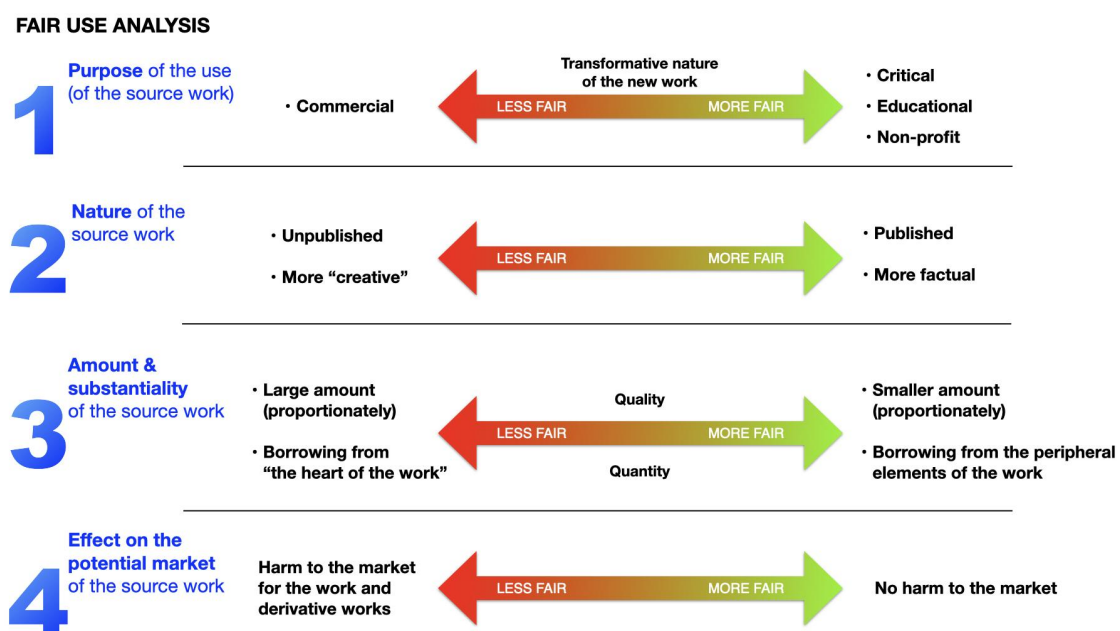 FAIR USE ANALYSIS
1
Purpose of the use
(of the source work)
• Commercial
Transformative nature
of the new work
LESS FAIR
MORE FAIR
• Critical
• Educational
• Non-profit
2
Nature of the
source work
• Unpublished
• More “creative”
LESS FAIR
MORE FAIR
• Published
• More factual
3
Amount &
substantiality
of the source work
• Large amount
(proportionately)
• Borrowing from
“the heart of the work”
Quality
LESS FAIR
MORE FAIR
Quantity
• Smaller amount
(proportionately)
• Borrowing from the peripheral
elements of the work
4
Effect on the
potential market
of the source work
Harm to the market
for the work and
derivative works
LESS FAIR
MORE FAIR
No harm to the market